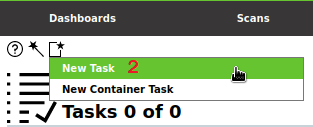 Dashboards Scans
New Task 2
New Container Task
Tasks 0 of 0